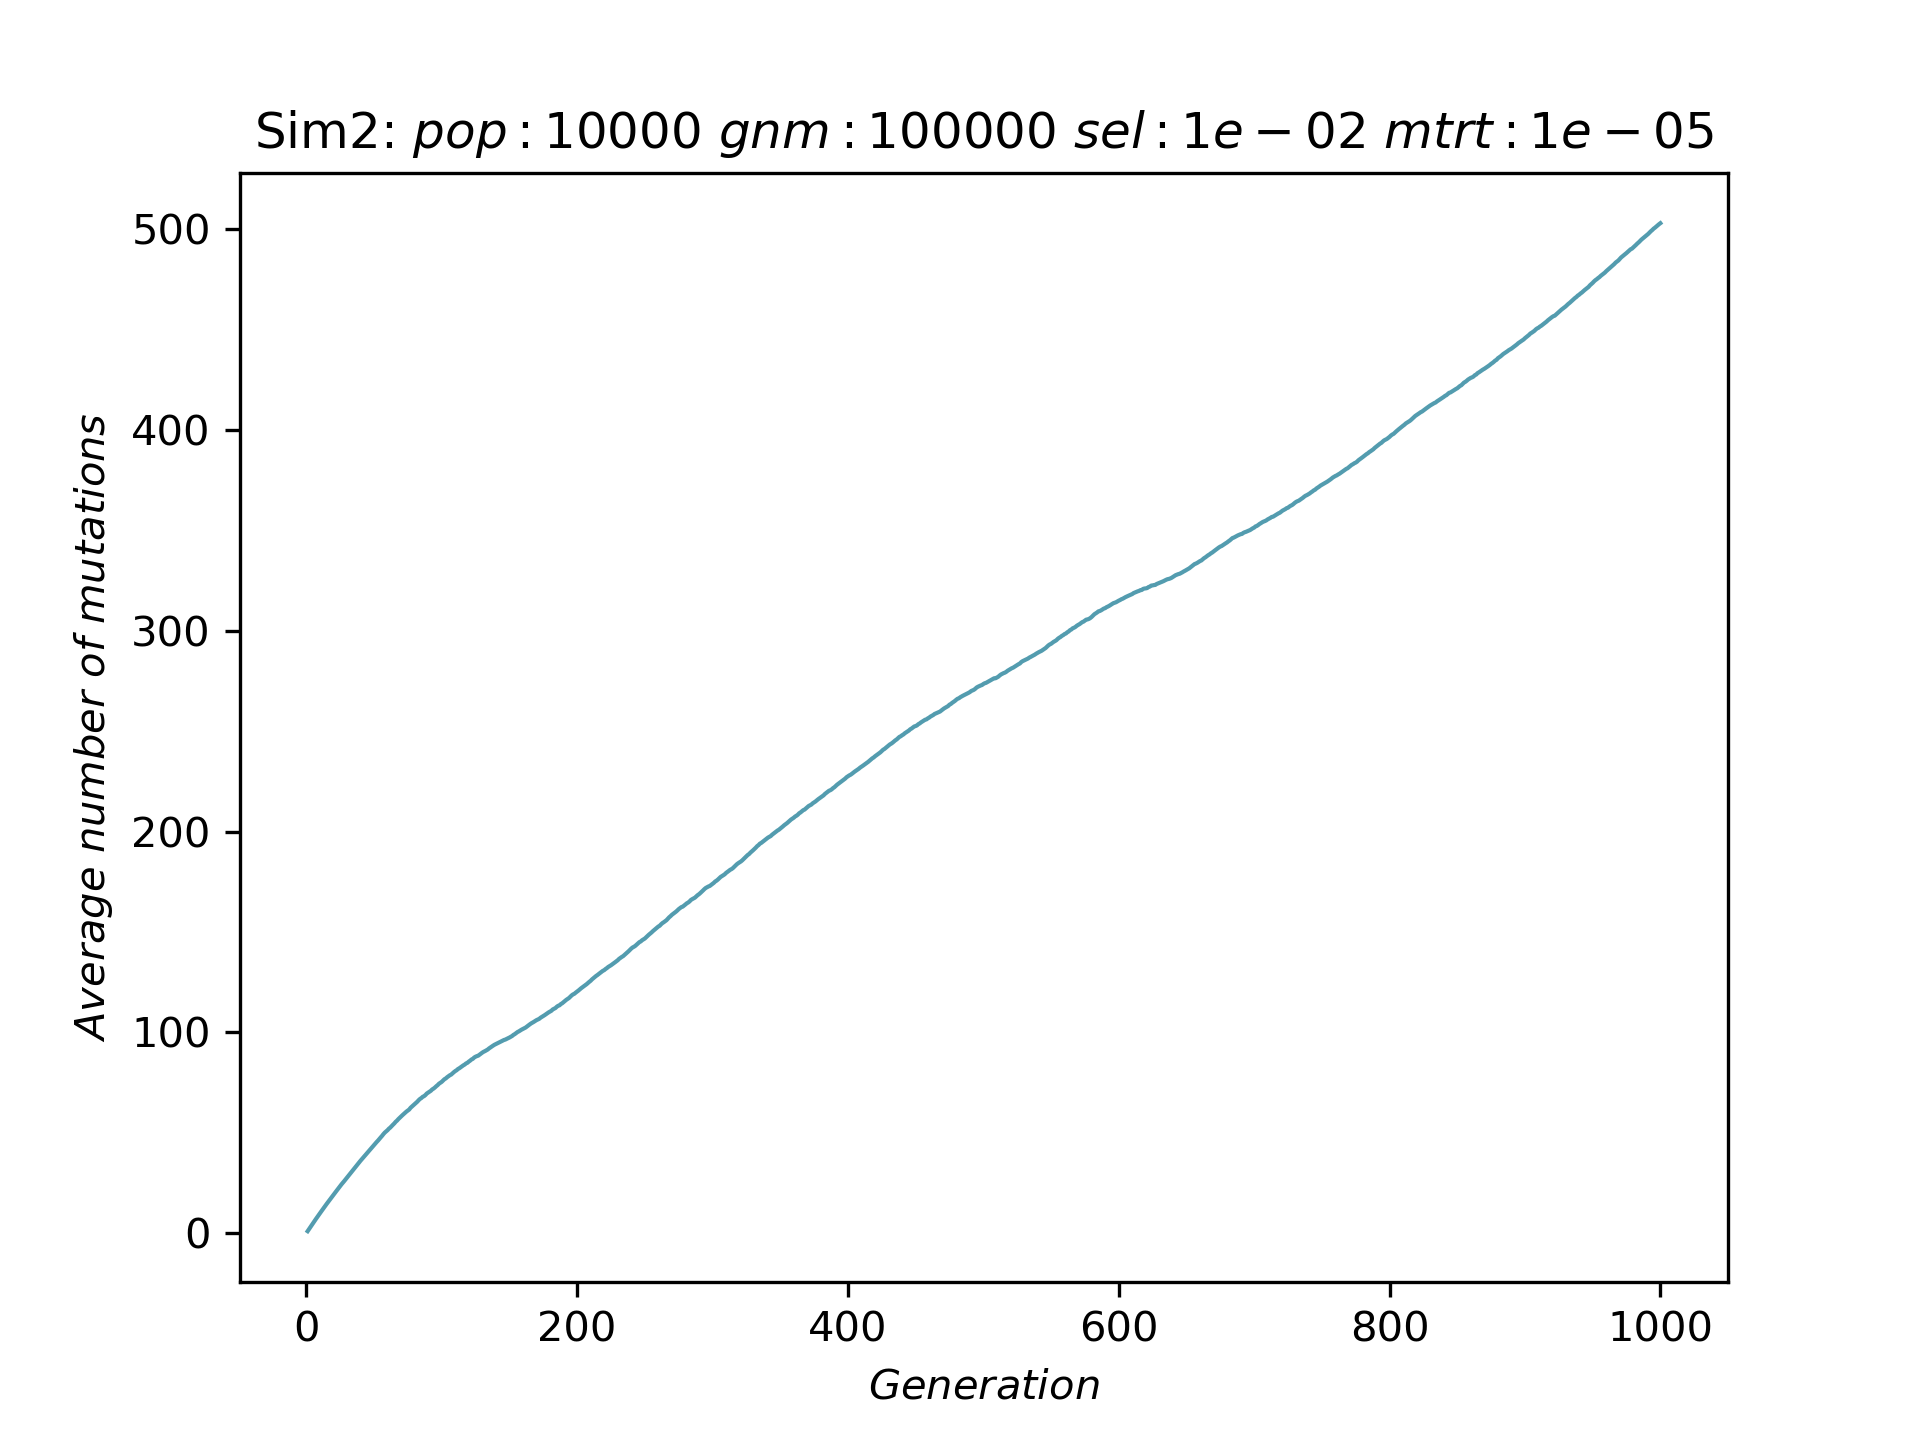 Sim2: pop : 10000 gnm : 100000 sel : 1e − 02 mtrt : 1e − 05
500
400
300
200
100
0
Average number of mutations
0 200 400 600 800 1000
Generation